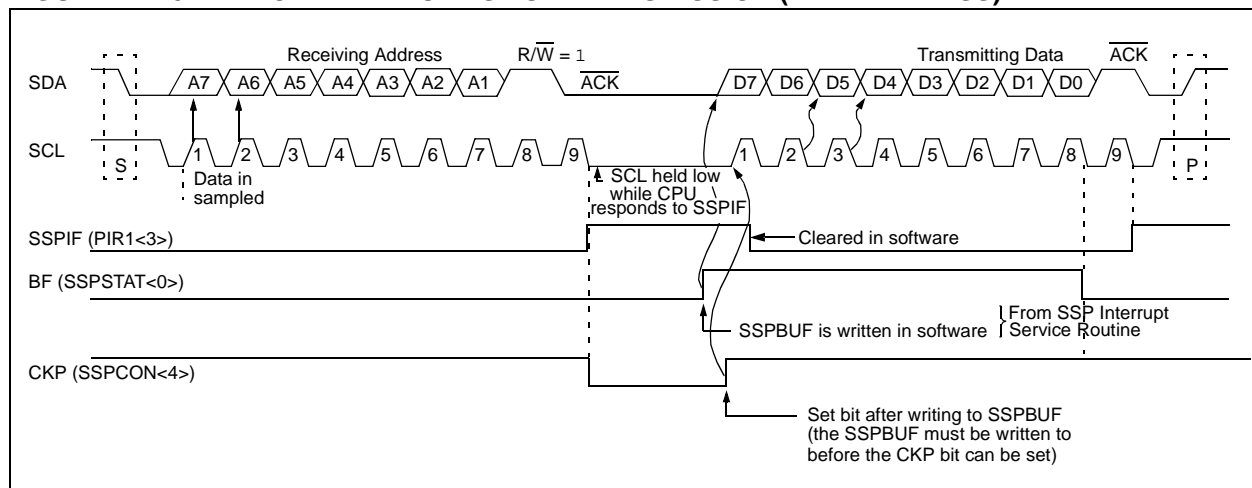 Receiving Address R/W = 1 Transmitting Data ACK
SDA A7 A6 A5 A4 A3 A2 A1 ACK D7 D6 D5 D4 D3 D2 D1 D0
SCL S 1 2 3 4 5 6 7 8 9 1 2 3 4 5 6 7 8 9 P
Data in
sampled
SCL held low
while CPU
responds to SSPIF
SSPIF (PIR1<3>)
Cleared in software
BF (SSPSTAT<0>)
SSPBUF is written in software
From SSP Interrupt
Service Routine
CKP (SSPCON<4>)
Set bit after writing to SSPBUF
(the SSPBUF must be written to
before the CKP bit can be set)